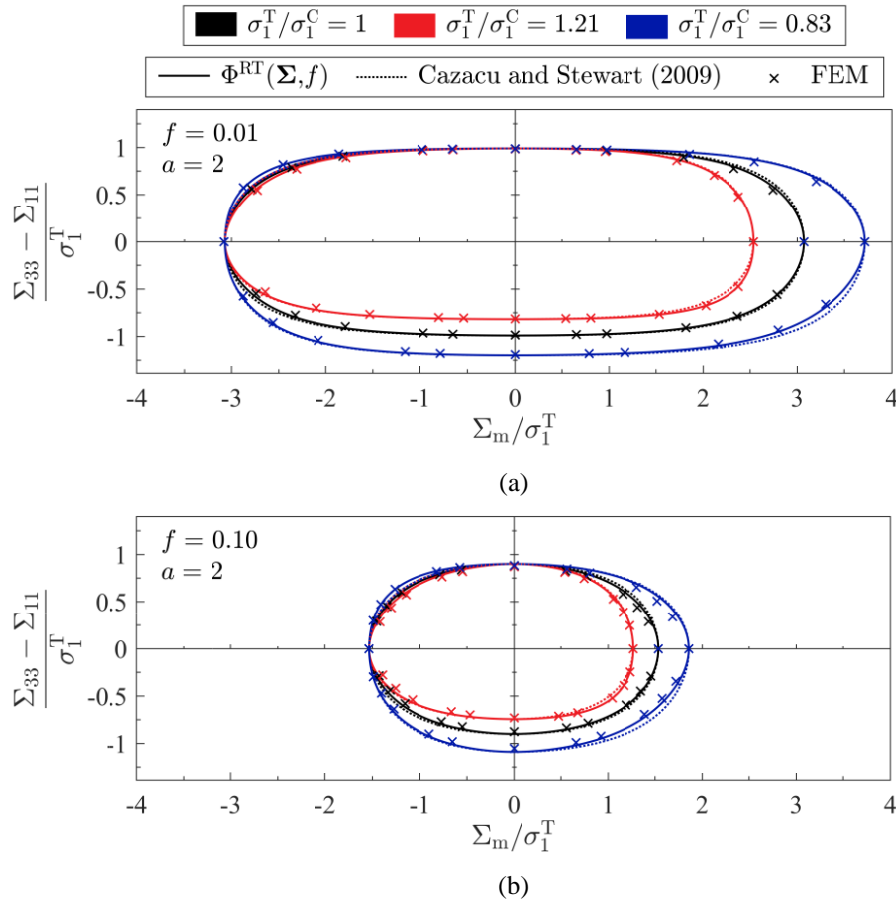 σ₁ᵀ/σ₁ᶜ = 1 σ₁ᵀ/σ₁ᶜ = 1.21 σ₁ᵀ/σ₁ᶜ = 0.83
Φᴿᵀ(Σ, f) Cazacu and Stewart (2009) × FEM
f = 0.01
a = 2
1
0.5
0
-0.5
-1
Σ₃₃ − Σ₁₁
σ₁ᵀ
-4 -3 -2 -1 0 1 2 3 4
Σₘ/σ₁ᵀ
(a)
f = 0.10
a = 2
1
0.5
0
-0.5
-1
Σ₃₃ − Σ₁₁
σ₁ᵀ
-4 -3 -2 -1 0 1 2 3 4
Σₘ/σ₁ᵀ
(b)